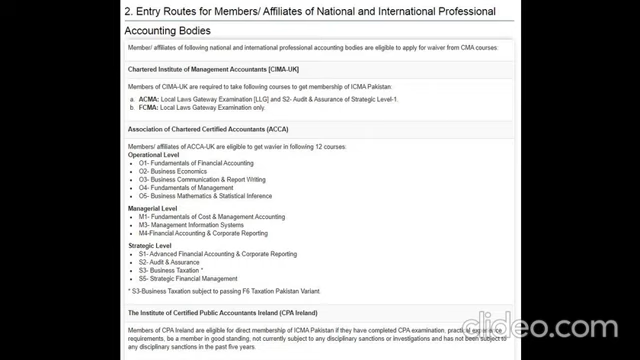 2. Entry Routes for Members/ Affiliates of National and International Professional
Accounting Bodies
Member/ affiliates of following national and international professional accounting bodies are eligible to apply for waiver from CMA courses:
Chartered Institute of Management Accountants [CIMA-UK]
Members of CIMA-UK are required to take following courses to get membership of ICMA Pakistan:
a. ACMA: Local Laws Gateway Examination [LLG] and S2- Audit & Assurance of Strategic Level-1.
b. FCMA: Local Laws Gateway Examination only.
Association of Chartered Certified Accountants (ACCA)
Members/ affiliates of ACCA-UK are eligible to get wavier in following 12 courses:
Operational Level
• O1- Fundamentals of Financial Accounting
• O2- Business Economics
• O3- Business Communication & Report Writing
• O4- Fundamentals of Management
• O5- Business Mathematics & Statistical Inference
Managerial Level
• M1- Fundamentals of Cost & Management Accounting
• M3- Management Information Systems
• M4-Financial Accounting & Corporate Reporting
Strategic Level
• S1- Advanced Financial Accounting & Corporate Reporting
• S2- Audit & Assurance
• S3- Business Taxation *
• S5- Strategic Financial Management
* S3-Business Taxation subject to passing F6 Taxation Pakistan Variant.
The Institute of Certified Public Accountants Ireland (CPA Ireland)
Members of CPA Ireland are eligible for direct membership of ICMA Pakistan if they have completed CPA examination, practical experience
requirements, be a member in good standing, not currently subject to any disciplinary sanctions or investigations and has not been subject to
any disciplinary sanctions in the past five years.
clideo.com